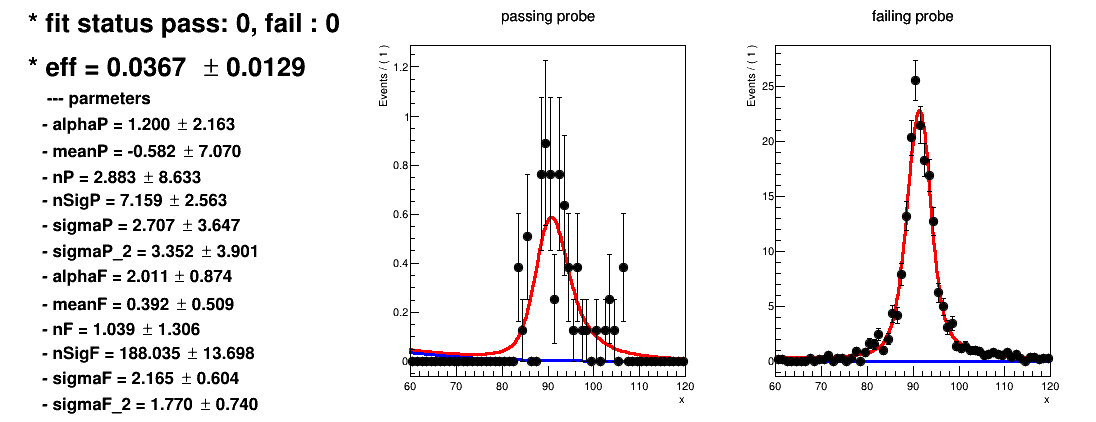 * fit status pass: 0, fail : 0
* eff = 0.0367 ± 0.0129
--- parmeters
- alphaP = 1.200 ± 2.163
- meanP = -0.582 ± 7.070
- nP = 2.883 ± 8.633
- nSigP = 7.159 ± 2.563
- sigmaP = 2.707 ± 3.647
- sigmaP_2 = 3.352 ± 3.901
- alphaF = 2.011 ± 0.874
- meanF = 0.392 ± 0.509
- nF = 1.039 ± 1.306
- nSigF = 188.035 ± 13.698
- sigmaF = 2.165 ± 0.604
- sigmaF_2 = 1.770 ± 0.740
passing probe
Events / ( 1 )
1.2
1
0.8
0.6
0.4
0.2
0
60 70 80 90 100 110 120
x
failing probe
Events / ( 1 )
25
20
15
10
5
0
60 70 80 90 100 110 120
x